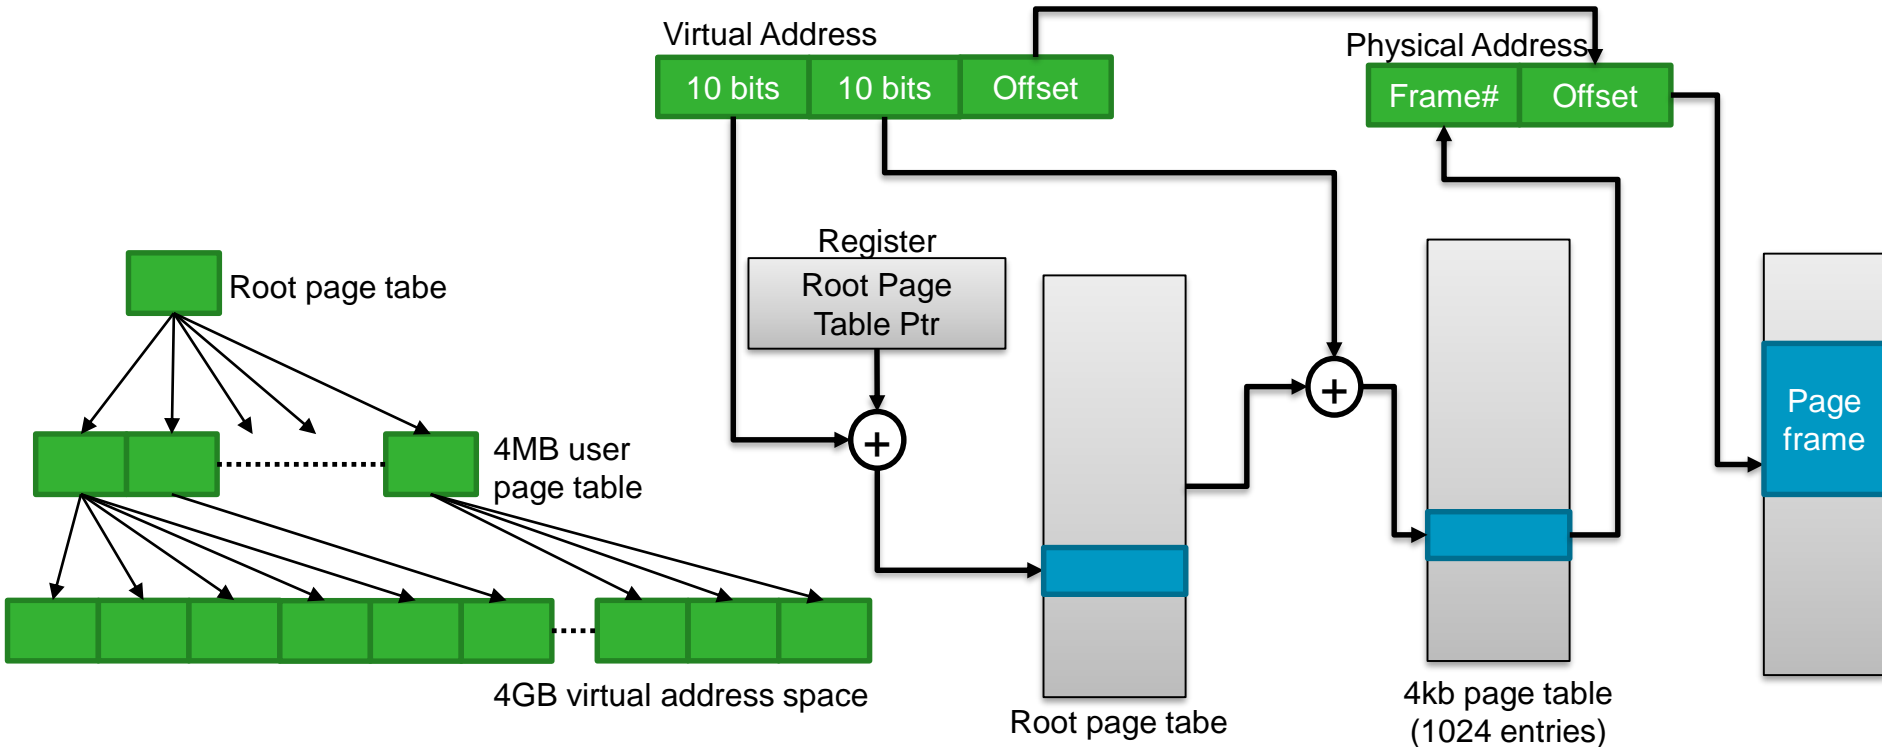 Virtual Address
10 bits
10 bits
Offset
Physical Address
Frame#
Offset
Register
Root Page
Table Ptr
Root page tabe
4MB user
page table
4GB virtual address space
+
+
Root page tabe
4kb page table
(1024 entries)
Page
frame